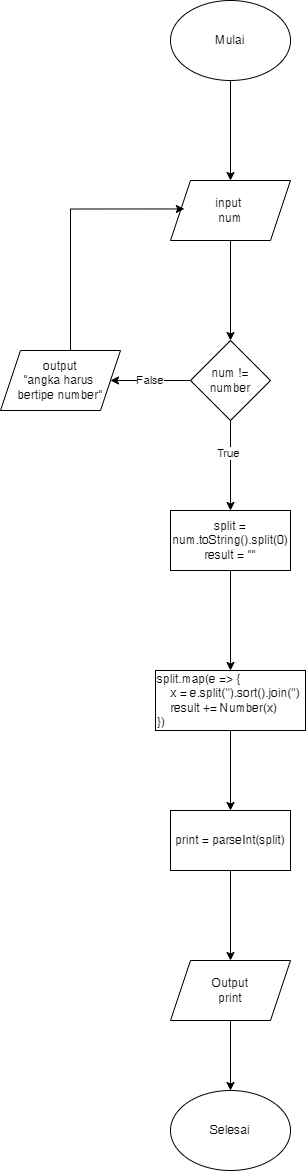 Mulai
input
num
num !=
number
False
output
"angka harus
bertipe number"
True
split =
num.toString().split(0)
result = ""
split.map(e => {
x = e.split('').sort().join('')
result += Number(x)
})
print = parseInt(split)
Output
print
Selesai